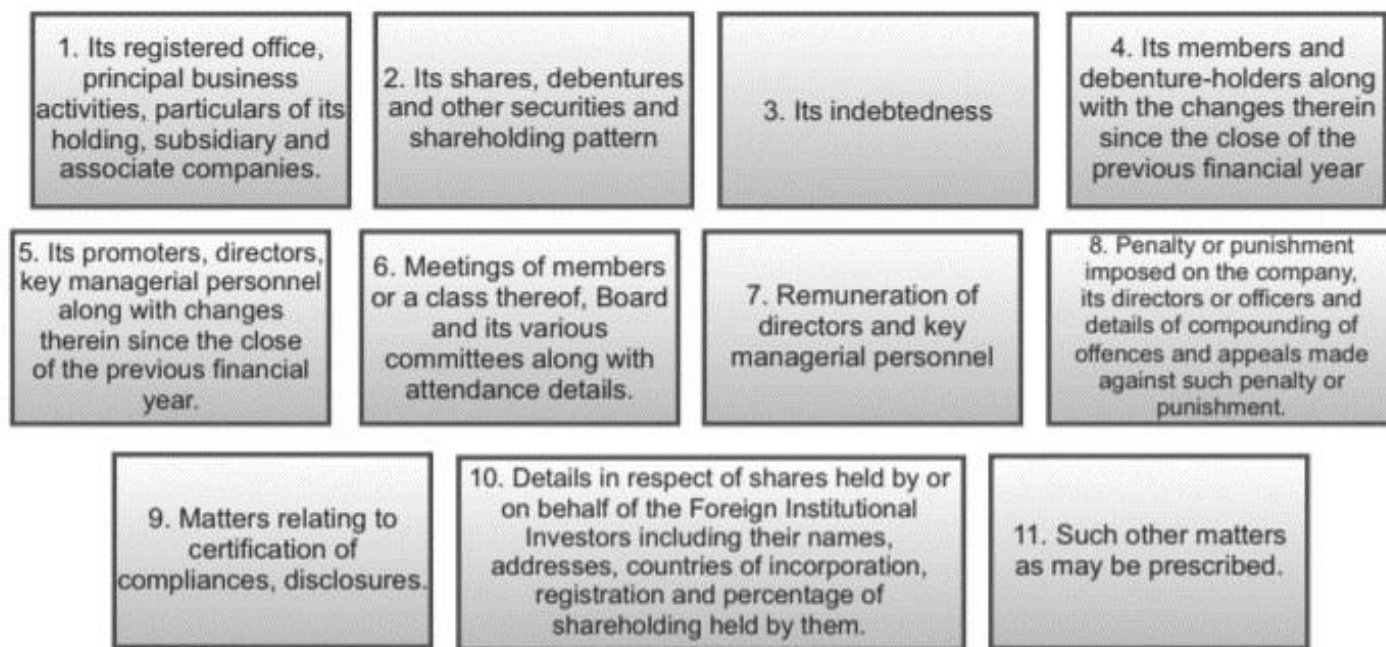 1. Its registered office,
principal business
activities, particulars of its
holding, subsidiary and
associate companies.
2. Its shares, debentures
and other securities and
shareholding pattern
3. Its indebtedness
4. Its members and
debenture-holders along
with the changes therein
since the close of the
previous financial year
5. Its promoters, directors,
key managerial personnel
along with changes
therein since the close
of the previous financial
year.
6. Meetings of members
or a class thereof, Board
and its various
committees along with
attendance details.
7. Remuneration of
directors and key
managerial personnel
8. Penalty or punishment
imposed on the company,
its directors or officers and
details of compounding of
offences and appeals made
against such penalty or
punishment.
9. Matters relating to
certification of
compliances, disclosures.
10. Details in respect of shares held by or
on behalf of the Foreign Institutional
Investors including their names,
addresses, countries of incorporation,
registration and percentage of
shareholding held by them.
11. Such other matters
as may be prescribed.